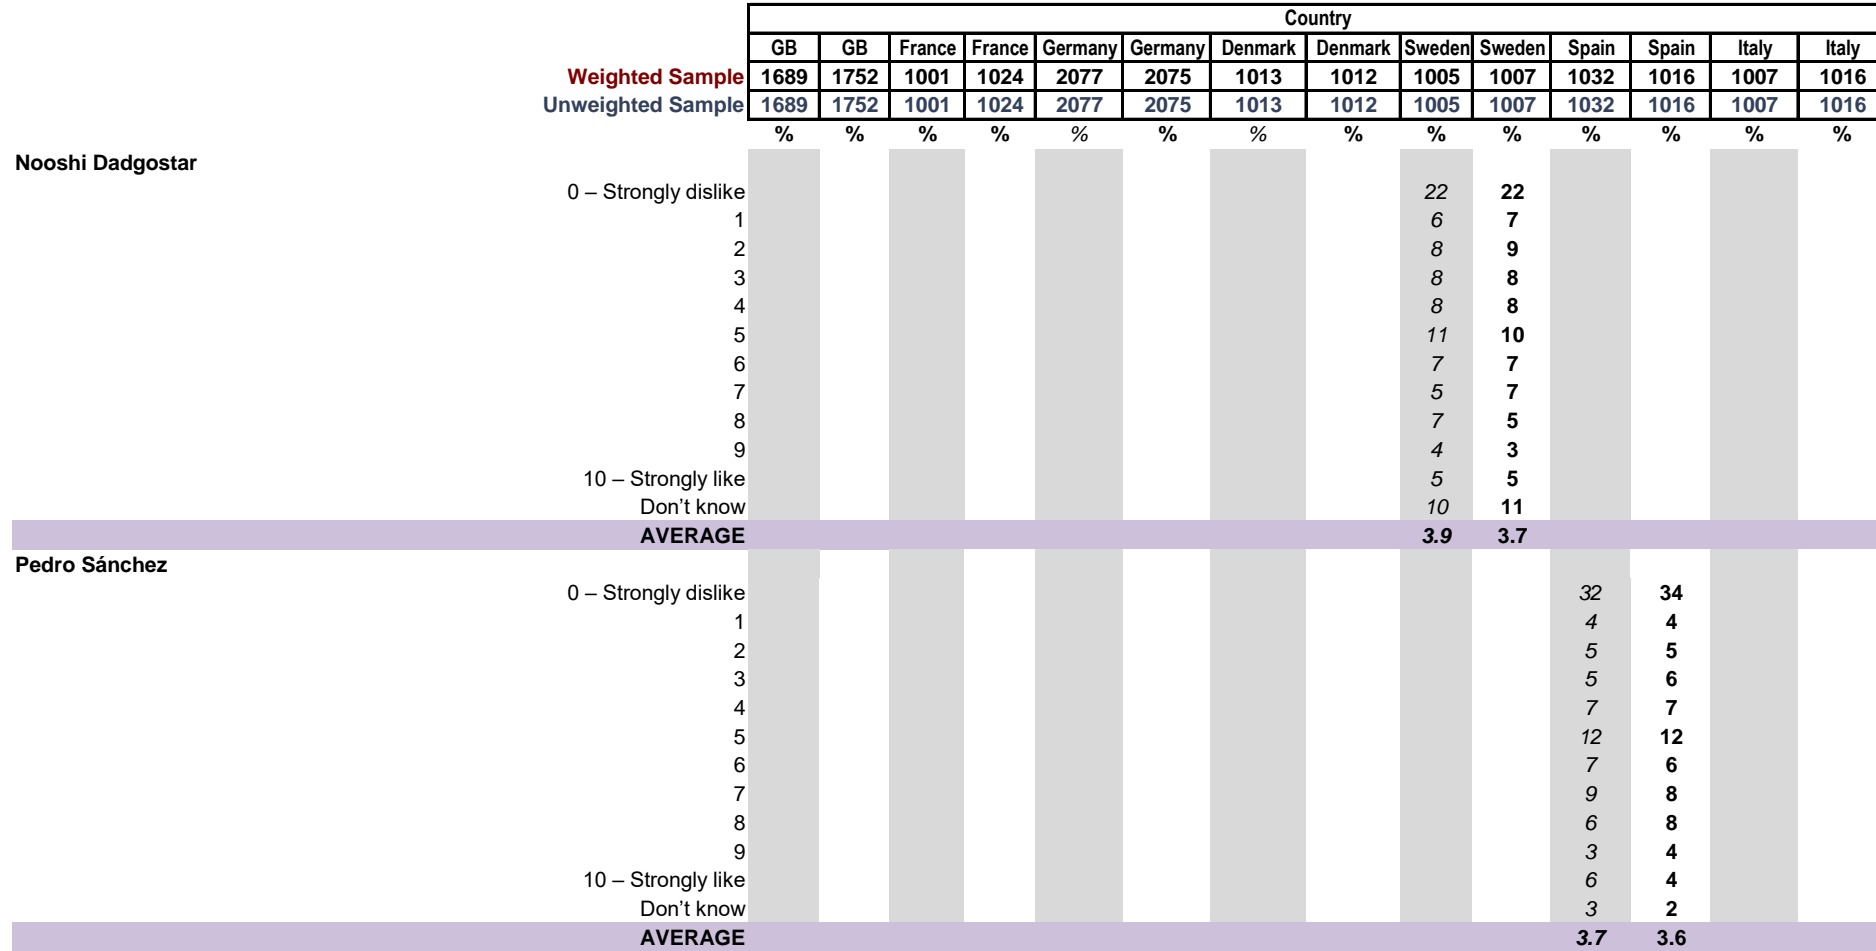 Country
GB GB France France Germany Germany Denmark Denmark Sweden Sweden Spain Spain Italy Italy
Weighted Sample 1689 1752 1001 1024 2077 2075 1013 1012 1005 1007 1032 1016 1007 1016
Unweighted Sample 1689 1752 1001 1024 2077 2075 1013 1012 1005 1007 1032 1016 1007 1016
% % % % % % % % % % % % % %
Nooshi Dadgostar
0 – Strongly dislike 22 22
1 6 7
2 8 9
3 8 8
4 8 8
5 11 10
6 7 7
7 5 7
8 7 5
9 4 3
10 – Strongly like 5 5
Don’t know 10 11
AVERAGE 3.9 3.7
Pedro Sánchez
0 – Strongly dislike 32 34
1 4 4
2 5 5
3 5 6
4 7 7
5 12 12
6 7 6
7 9 8
8 6 8
9 3 4
10 – Strongly like 6 4
Don’t know 3 2
AVERAGE 3.7 3.6